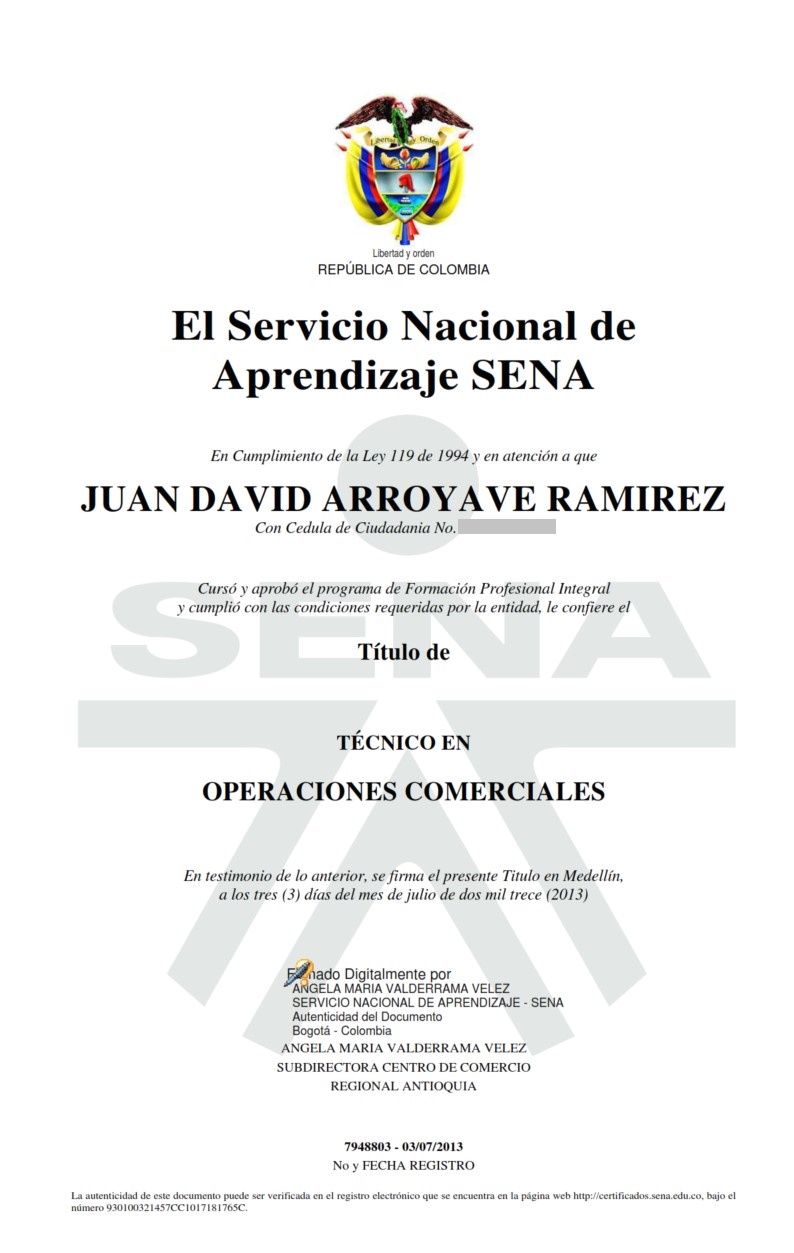 Libertad y Orden
Libertad y orden
REPÚBLICA DE COLOMBIA
El Servicio Nacional de
Aprendizaje SENA
En Cumplimiento de la Ley 119 de 1994 y en atención a que
JUAN DAVID ARROYAVE RAMIREZ
Con Cedula de Ciudadania No.
Cursó y aprobó el programa de Formación Profesional Integral
y cumplió con las condiciones requeridas por la entidad, le confiere el
SENA
Título de
TÉCNICO EN
OPERACIONES COMERCIALES
En testimonio de lo anterior, se firma el presente Titulo en Medellín,
a los tres (3) días del mes de julio de dos mil trece (2013)
Firmado Digitalmente por
ANGELA MARIA VALDERRAMA VELEZ
SERVICIO NACIONAL DE APRENDIZAJE - SENA
Autenticidad del Documento
Bogotá - Colombia
ANGELA MARIA VALDERRAMA VELEZ
SUBDIRECTORA CENTRO DE COMERCIO
REGIONAL ANTIOQUIA
7948803 - 03/07/2013
No y FECHA REGISTRO
La autenticidad de este documento puede ser verificada en el registro electrónico que se encuentra en la página web http://certificados.sena.edu.co, bajo el
número 930100321457CC1017181765C.